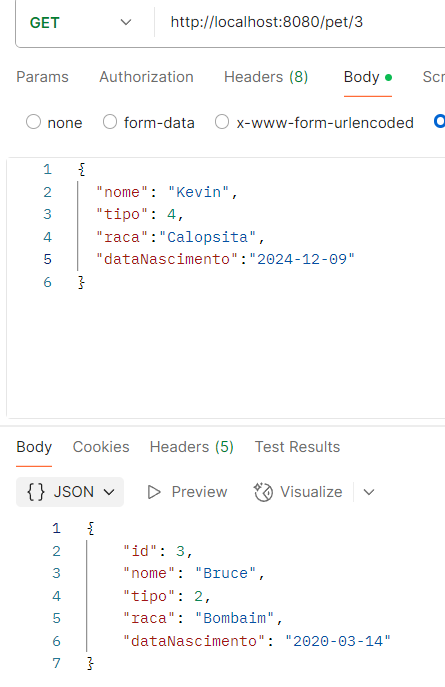 GET http://localhost:8080/pet/3
Params Authorization Headers (8) Body Scr
none form-data x-www-form-urlencoded
1 {
2 "nome": "Kevin",
3 "tipo": 4,
4 "raca":"Calopsita",
5 "dataNascimento":"2024-12-09"
6 }
Body Cookies Headers (5) Test Results
{} JSON Preview Visualize
1 {
2 "id": 3,
3 "nome": "Bruce",
4 "tipo": 2,
5 "raca": "Bombaim",
6 "dataNascimento": "2020-03-14"
7 }